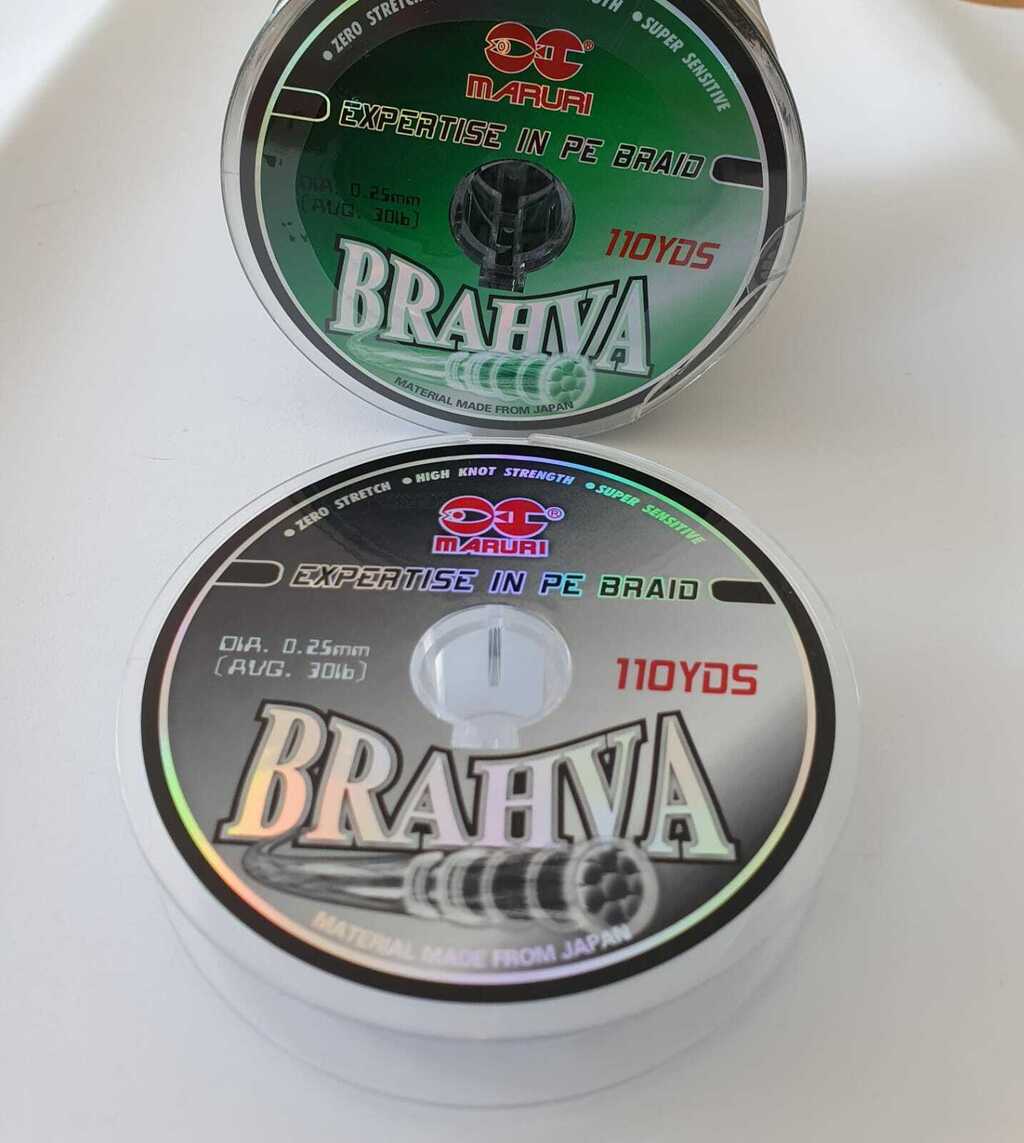 • ZERO STRETCH
• SUPER SENSITIVE
MARURI®
EXPERTISE IN PE BRAID
DIA. 0.25mm
(AVG. 30lb)
110YDS
BRAHVA
MATERIAL MADE FROM JAPAN
• ZERO STRETCH • HIGH KNOT STRENGTH • SUPER SENSITIVE
MARURI®
EXPERTISE IN PE BRAID
DIA. 0.25mm
(AVG. 30lb)
110YDS
BRAHVA
MATERIAL MADE FROM JAPAN